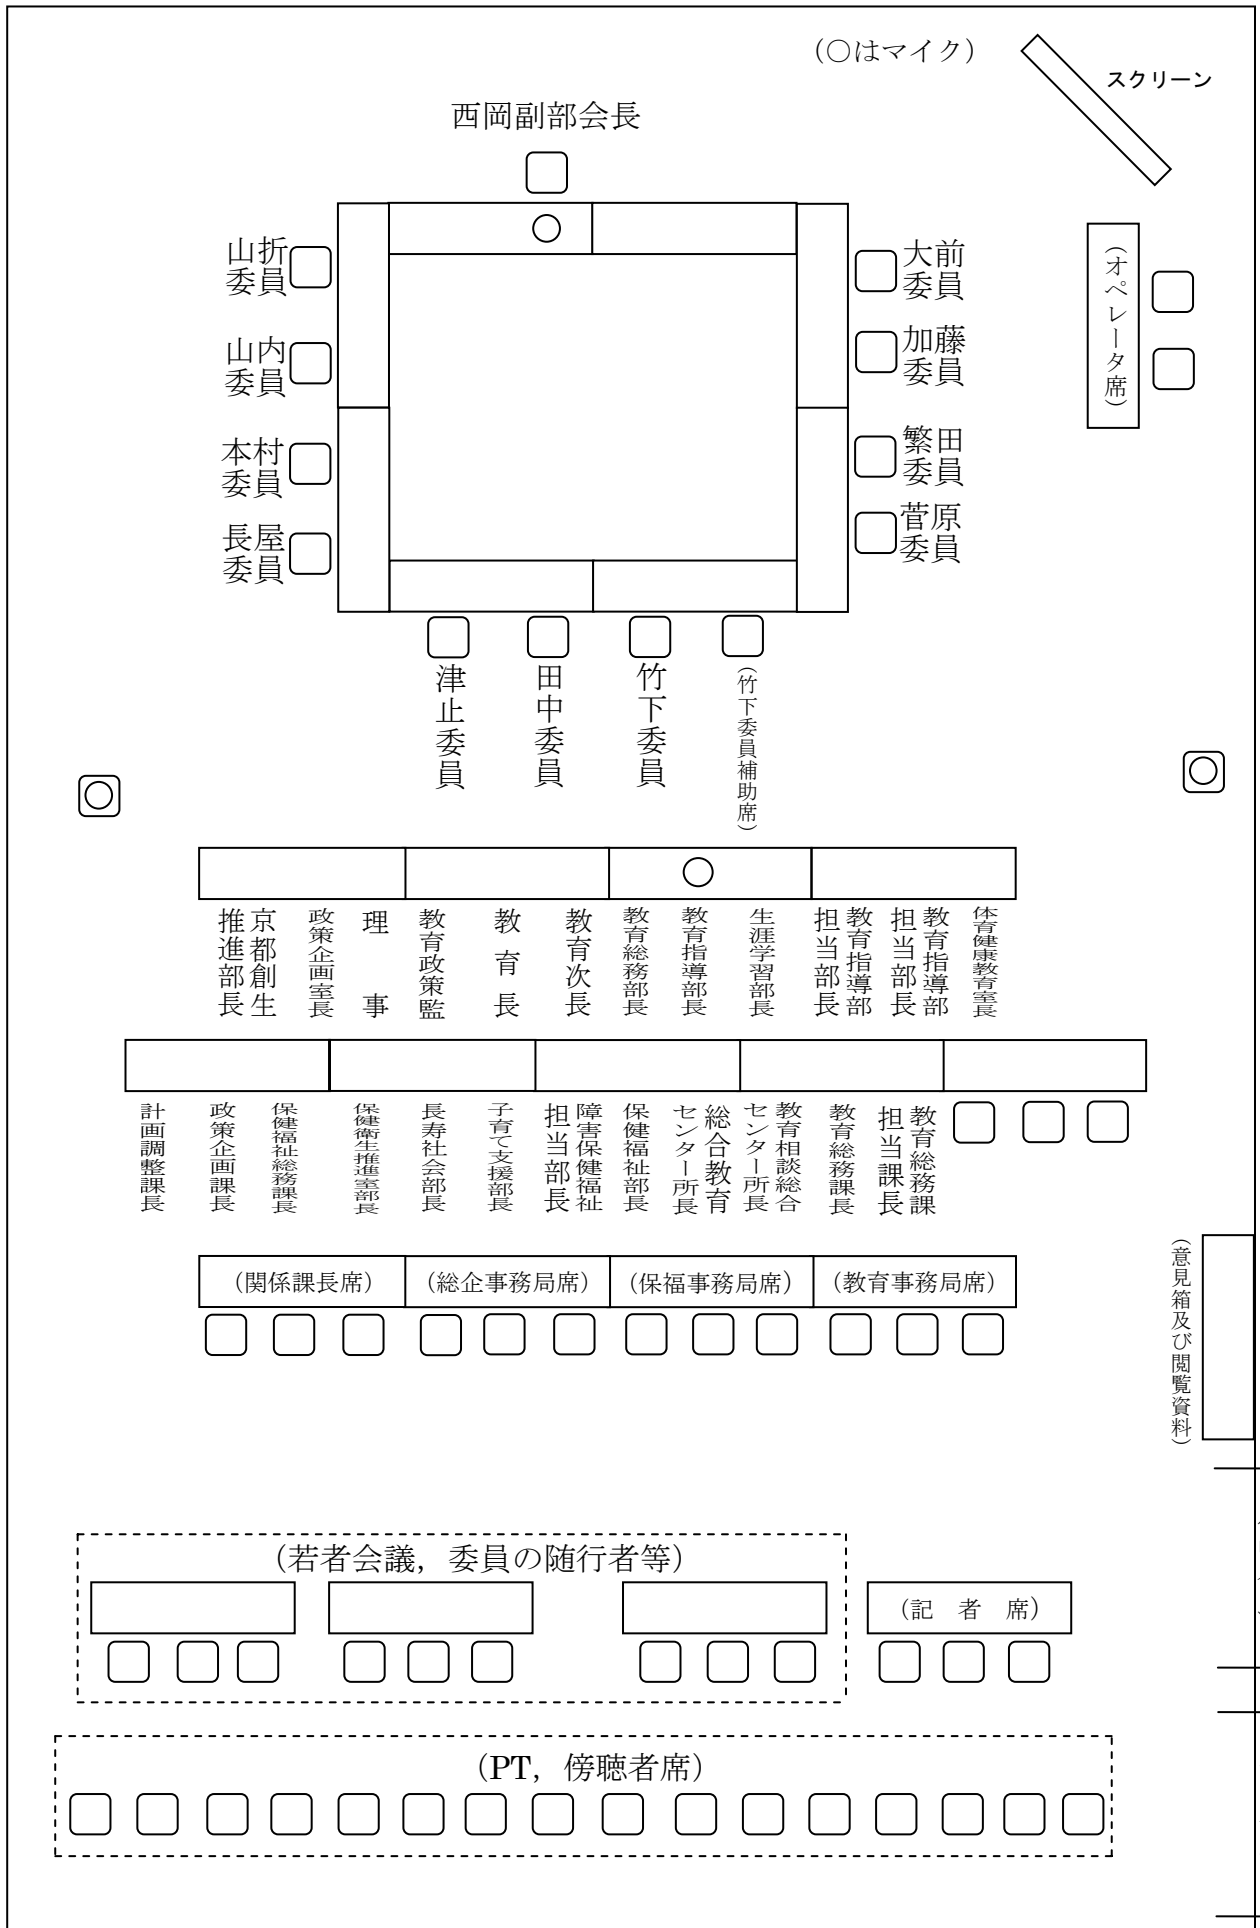 (○はマイク)
スクリーン
西岡副部会長
山折
委員
山内
委員
本村
委員
長屋
委員
大前
委員
加藤
委員
繁田
委員
菅原
委員
(オペレータ席)
津止委員
田中委員
竹下委員
(竹下委員補助席)
京都創生
推進部長
政策企画室長
理事
教育政策監
教育長
教育次長
教育総務部長
教育指導部長
生涯学習部長
教育指導部
担当部長
教育指導部
担当部長
体育健康教育室長
計画調整課長
政策企画課長
保健福祉総務課長
保健衛生推進室部長
長寿社会部長
子育て支援部長
障害保健福祉
担当部長
保健福祉部長
総合教育
センター所長
教育相談総合
センター所長
教育総務課長
教育総務課
担当課長
(関係課長席)
(総企事務局席)
(保福事務局席)
(教育事務局席)
(意見箱及び閲覧資料)
(若者会議，委員の随行者等)
(記　者　席)
(PT，傍聴者席)